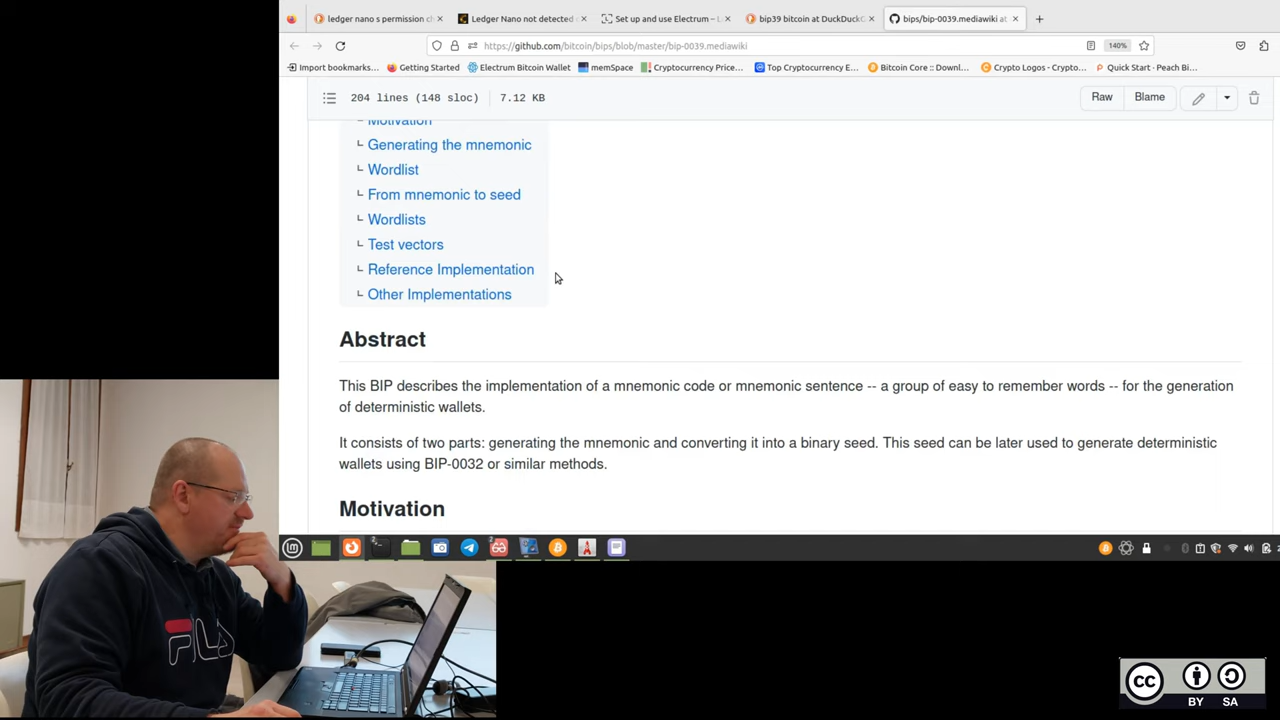 ledger nano s permission c
Ledger Nano not detected
Set up and use Electrum – L
bip39 bitcoin at DuckDuckG
bips/bip-0039.mediawiki at
https://github.com/bitcoin/bips/blob/master/bip-0039.mediawiki
140%
Import bookmarks...
Getting Started
Electrum Bitcoin Wallet
memSpace
Cryptocurrency Price...
Top Cryptocurrency E...
Bitcoin Core :: Downl...
Crypto Logos - Crypto...
Quick Start · Peach Bi...
204 lines (148 sloc) 7.12 KB
Raw
Blame
Motivation
Generating the mnemonic
Wordlist
From mnemonic to seed
Wordlists
Test vectors
Reference Implementation
Other Implementations
Abstract
This BIP describes the implementation of a mnemonic code or mnemonic sentence -- a group of easy to remember words -- for the generation
of deterministic wallets.
It consists of two parts: generating the mnemonic and converting it into a binary seed. This seed can be later used to generate deterministic
wallets using BIP-0032 or similar methods.
Motivation
FILA
cc
BY SA